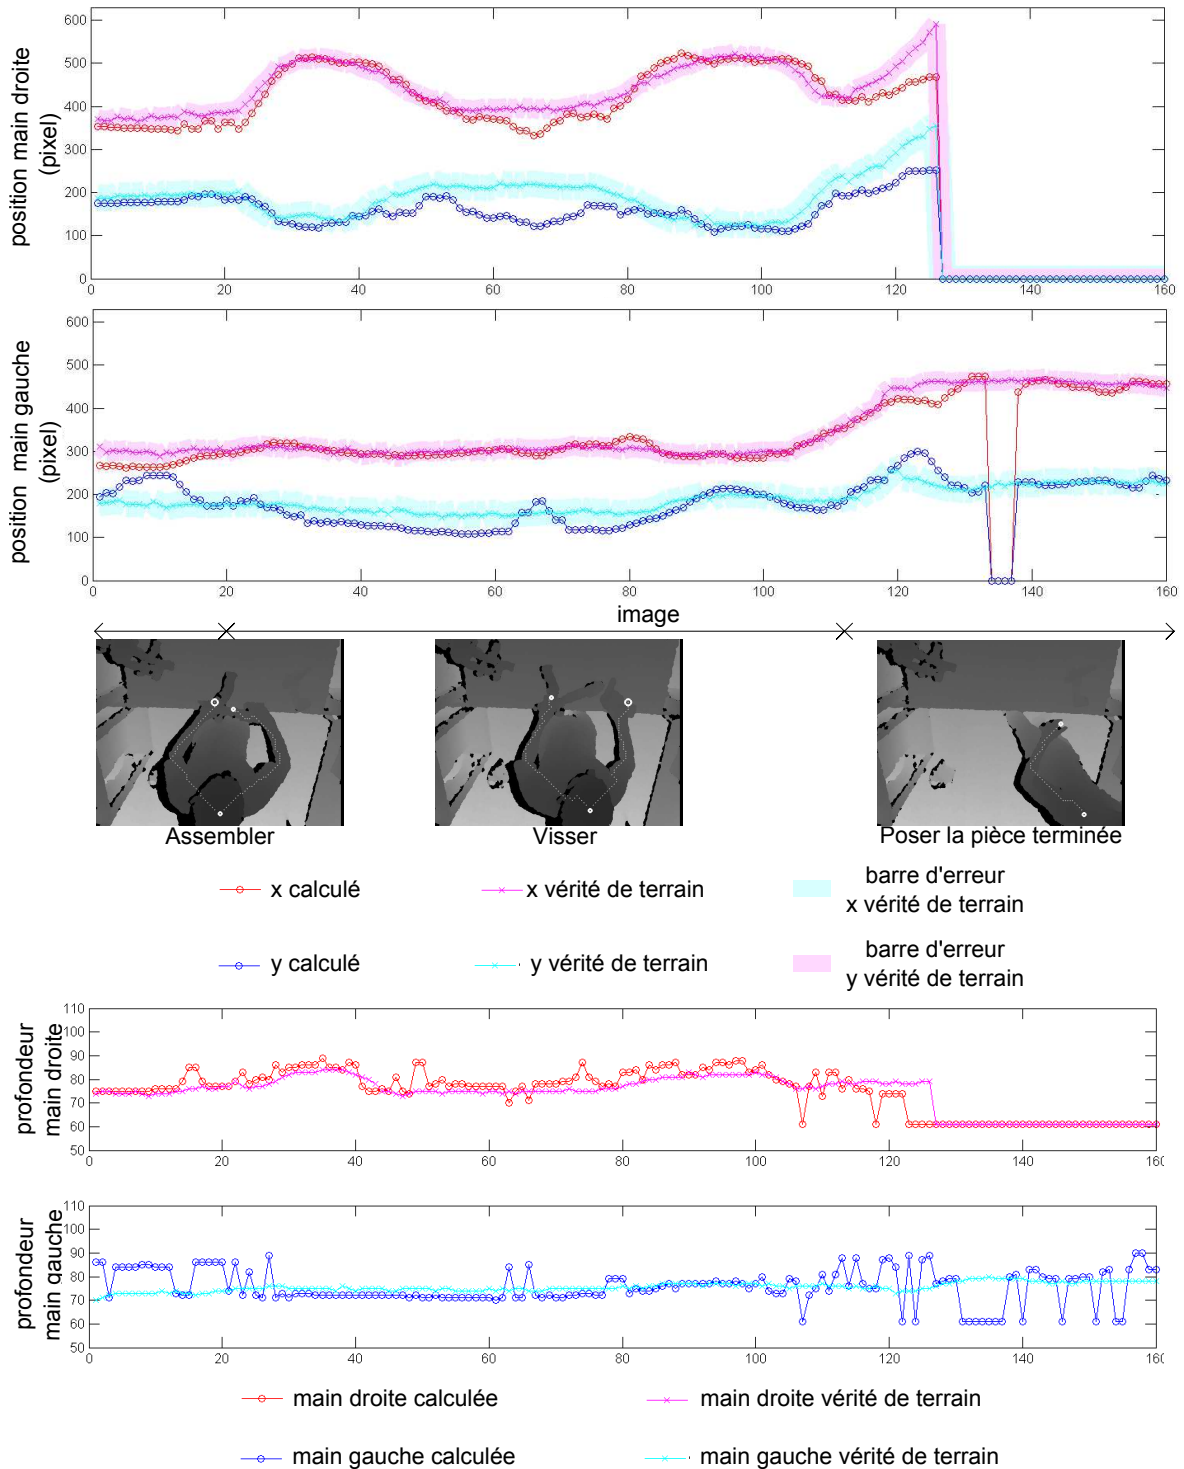 600
500
400
300
200
100
0
position main droite
(pixel)
0 20 40 60 80 100 120 140 160
600
500
400
300
200
100
0
position main gauche
(pixel)
0 20 40 60 80 100 120 140 160
image
Assembler Visser Poser la pièce terminée
x calculé x vérité de terrain barre d'erreur
x vérité de terrain
y calculé y vérité de terrain barre d'erreur
y vérité de terrain
110
100
90
80
70
60
50
profondeur
main droite
0 20 40 60 80 100 120 140 160
110
100
90
80
70
60
50
profondeur
main gauche
0 20 40 60 80 100 120 140 160
main droite calculée main droite vérité de terrain
main gauche calculée main gauche vérité de terrain